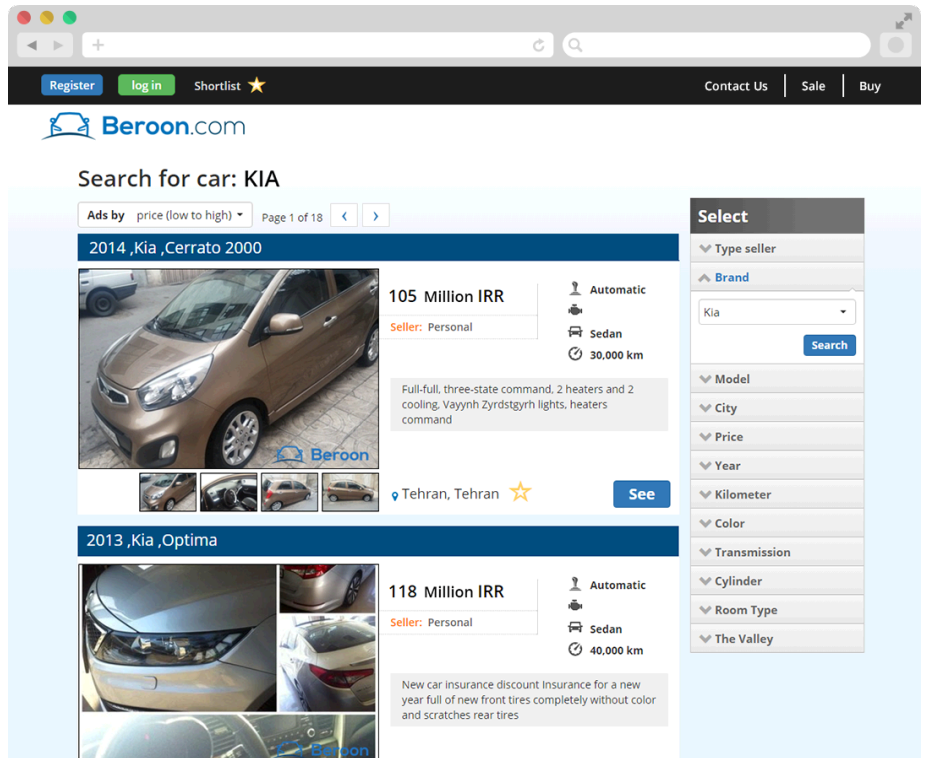 Register
log in
Shortlist
Contact Us
Sale
Buy
Beroon.com
Search for car: KIA
Ads by price (low to high)
Page 1 of 18
2014 ,Kia ,Cerrato 2000
105 Million IRR
Seller: Personal
Automatic
Sedan
30,000 km
Full-full, three-state command, 2 heaters and 2
cooling, Vayynh Zyrdstgyrh lights, heaters
command
Beroon
Tehran, Tehran
See
2013 ,Kia ,Optima
118 Million IRR
Seller: Personal
Automatic
Sedan
40,000 km
New car insurance discount Insurance for a new
year full of new front tires completely without color
and scratches rear tires
Beroon
Select
Type seller
Brand
Kia
Search
Model
City
Price
Year
Kilometer
Color
Transmission
Cylinder
Room Type
The Valley